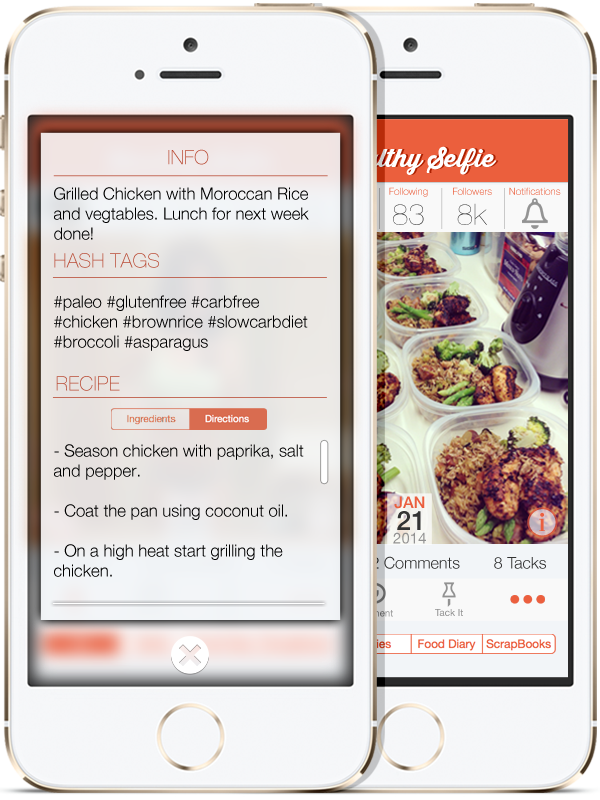 INFO
Grilled Chicken with Moroccan Rice
and vegtables. Lunch for next week
done!
HASH TAGS
#paleo #glutenfree #carbfree
#chicken #brownrice #slowcarbdiet
#broccoli #asparagus
RECIPE
Ingredients Directions
- Season chicken with paprika, salt
and pepper.
- Coat the pan using coconut oil.
- On a high heat start grilling the
chicken.
lthy Selfie
Following Followers Notifications
83 8k
JAN
21
2014
i
2 Comments 8 Tacks
ment Tack It
ies Food Diary ScrapBooks